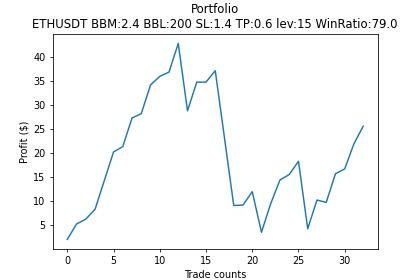 Portfolio
ETHUSDT BBM:2.4 BBL:200 SL:1.4 TP:0.6 lev:15 WinRatio:79.0
40
35
30
25
20
15
10
5
Profit ($)
0 5 10 15 20 25 30
Trade counts